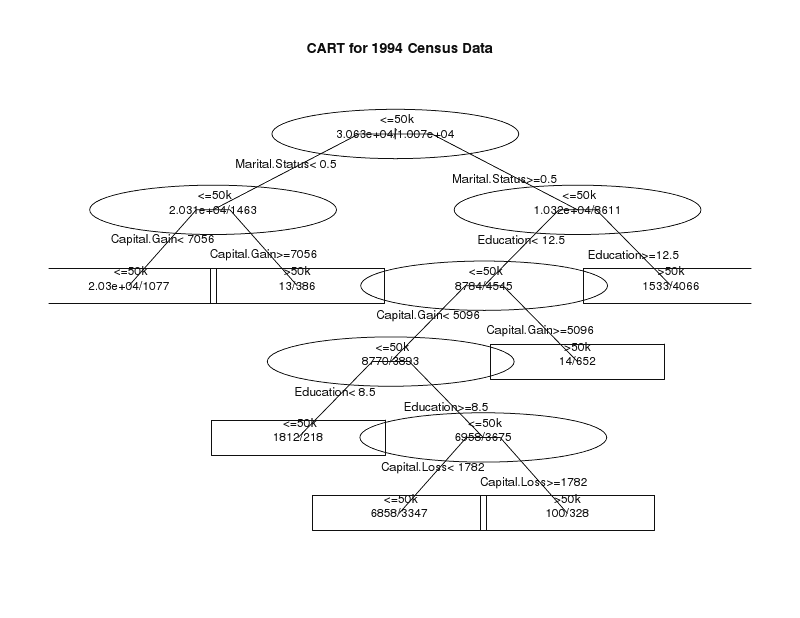 CART for 1994 Census Data
<=50k
3.063e+04/1.007e+04
Marital.Status< 0.5
Marital.Status>=0.5
<=50k
2.031e+04/1463
<=50k
1.032e+04/8611
Capital.Gain< 7056
Capital.Gain>=7056
Education< 12.5
Education>=12.5
<=50k
2.03e+04/1077
>50k
13/386
<=50k
8784/4545
>50k
1533/4066
Capital.Gain< 5096
Capital.Gain>=5096
<=50k
8770/3893
>50k
14/652
Education< 8.5
Education>=8.5
<=50k
1812/218
<=50k
6958/3675
Capital.Loss< 1782
Capital.Loss>=1782
<=50k
6858/3347
>50k
100/328